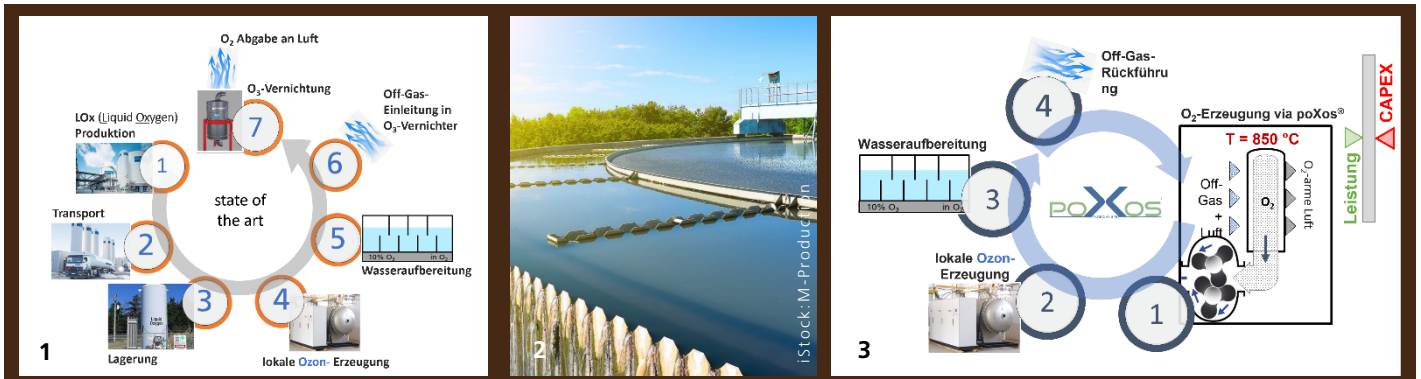 O2 Abgabe an Luft
O3-Vernichtung
7
Off-Gas-
Einleitung in
O3-Vernichter
6
LOx (Liquid Oxygen)
Produktion
1
state of
the art
Transport
2
5
10% O3 in O2
Wasseraufbereitung
3
Lagerung
4
lokale Ozon- Erzeugung
1
2
iStock:M-Production
4
Off-Gas-
Rückführu
ng
O2-Erzeugung via poXos®
T = 850 °C
Off-
Gas
+
Luft
O2
O2-arme Luft
Leistung
CAPEX
Wasseraufbereitung
10% O3 in O2
3
poXos
lokale Ozon-
Erzeugung
2
1
3